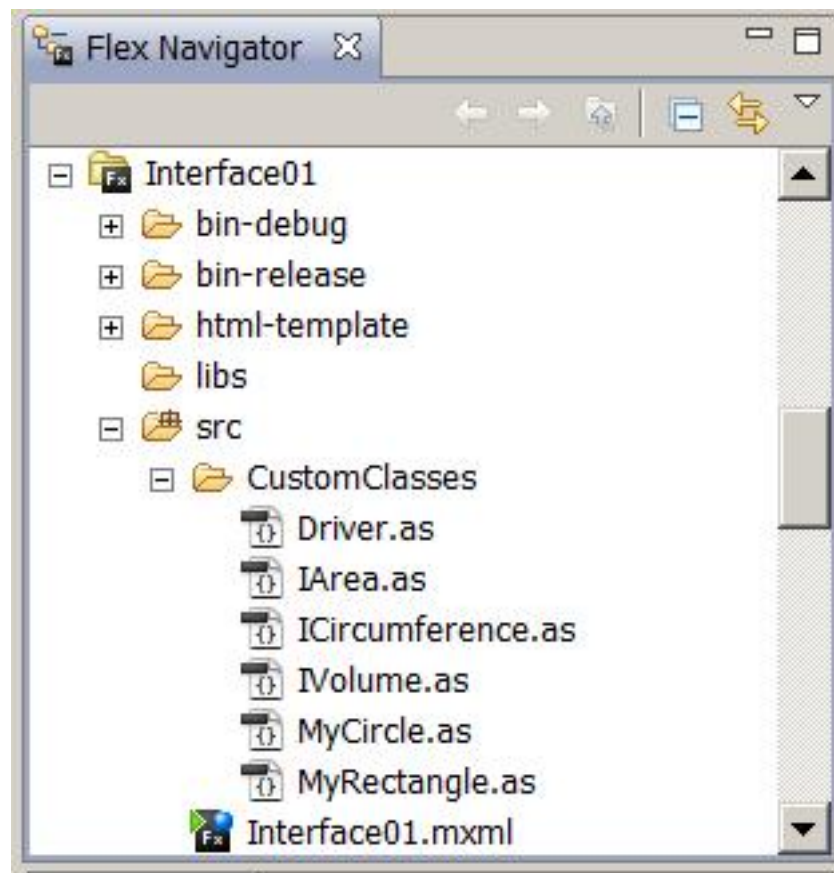 Flex Navigator
Interface01
bin-debug
bin-release
html-template
libs
src
CustomClasses
Driver.as
IArea.as
ICircumference.as
IVolume.as
MyCircle.as
MyRectangle.as
Interface01.mxml